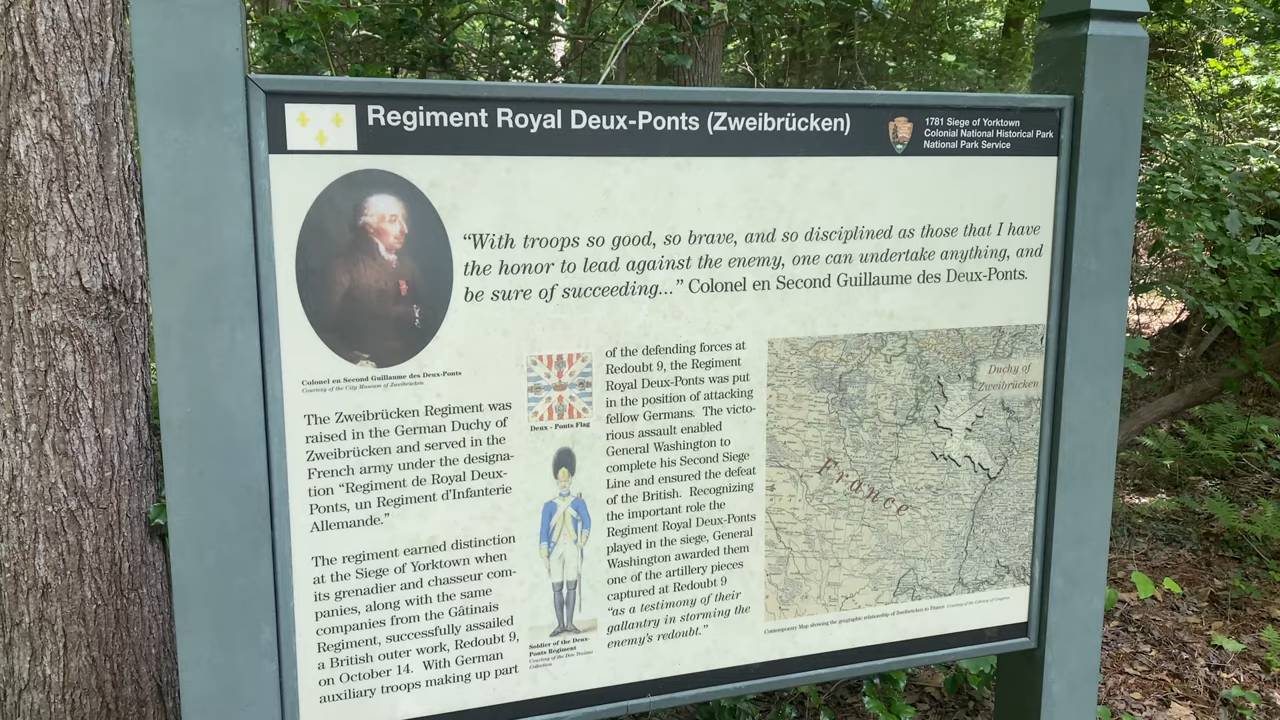 Regiment Royal Deux-Ponts (Zweibrücken)
1781 Siege of Yorktown
Colonial National Historical Park
National Park Service
“With troops so good, so brave, and so disciplined as those that I have
the honor to lead against the enemy, one can undertake anything, and
be sure of succeeding...” Colonel en Second Guillaume des Deux-Ponts.
Colonel en Second Guillaume des Deux-Ponts
Courtesy of the City Museum of Zweibrücken
The Zweibrücken Regiment was
raised in the German Duchy of
Zweibrücken and served in the
French army under the designa-
tion “Regiment de Royal Deux-
Ponts, un Regiment d'Infanterie
Allemande.”
The regiment earned distinction
at the Siege of Yorktown when
its grenadier and chasseur com-
panies, along with the same
companies from the Gâtinais
Regiment, successfully assailed
a British outer work, Redoubt 9,
on October 14. With German
auxiliary troops making up part
Deux - Ponts Flag
Soldier of the Deux-
Ponts Regiment
Courtesy of the Don Troiani
Collection
of the defending forces at
Redoubt 9, the Regiment
Royal Deux-Ponts was put
in the position of attacking
fellow Germans. The victo-
rious assault enabled
General Washington to
complete his Second Siege
Line and ensured the defeat
of the British. Recognizing
the important role the
Regiment Royal Deux-Ponts
played in the siege, General
Washington awarded them
one of the artillery pieces
captured at Redoubt 9
“as a testimony of their
gallantry in storming the
enemy's redoubt.”
Duchy of
Zweibrücken
France
Contemporary Map showing the geographic relationship of Zweibrücken to France Courtesy of the Library of Congress